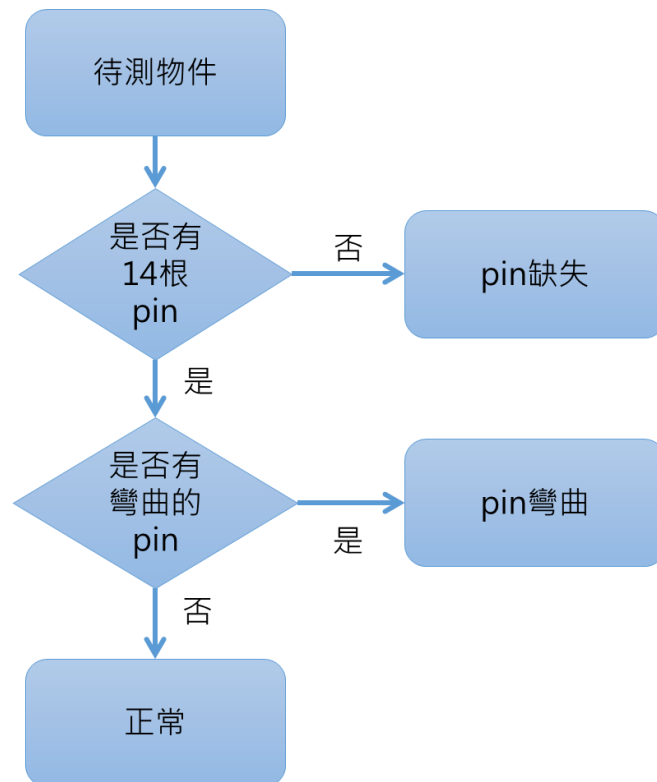 待測物件
是否有
14根
pin
否
pin缺失
是
是否有
彎曲的
pin
是
pin彎曲
否
正常